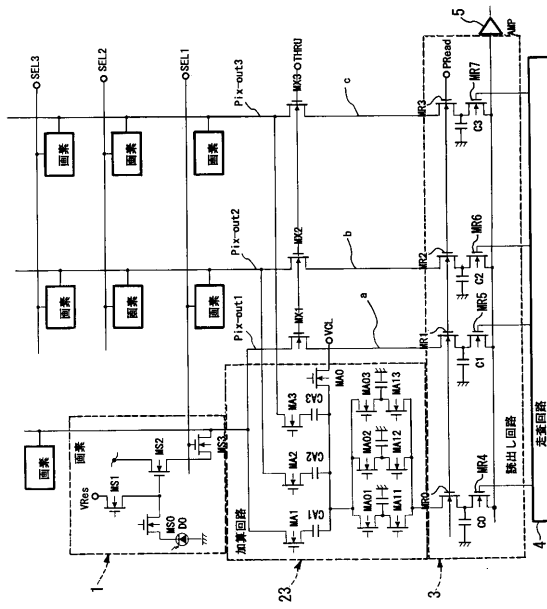 SEL3
SEL2
SEL1
画素
画素
画素
画素
画素
画素
画素
画素
Pix-out3
Pix-out2
Pix-out1
VRes
MS1
MS2
MS3
MS0
D0
1
MX3
THRU
MX2
MX1
c
b
a
加算回路
VCL
MA0
MA3
CA3
MA2
CA2
MA1
CA1
MA03
MA13
MA02
MA12
MA01
MA11
23
PRead
MR3
MR7
C3
MR2
MR6
C2
MR1
MR5
C1
MR0
MR4
C0
読出し回路
3
AMP
5
走査回路
4